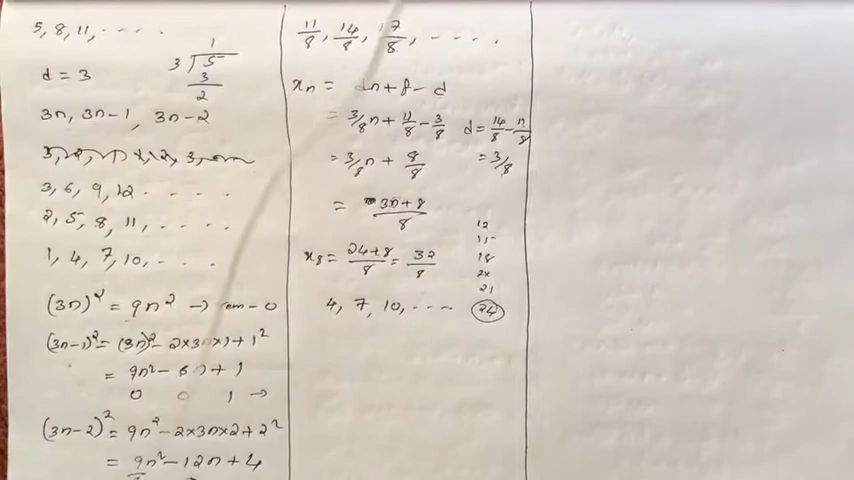 5, 8, 11, - - - .
d = 3
1
3 ) 5
3
2
3n, 3n-1, 3n-2
3, 6, 9, 12 - - - .
2, 5, 8, 11, - - - .
1, 4, 7, 10, - - .
(3n)² = 9n² → rem - 0
(3n-1)² = (3n)² - 2×3n×1 + 1²
= 9n² - 6n + 1
0 0 1 →
(3n-2)² = 9n² - 2×3n×2 + 2²
= 9n² - 12n + 4
11/8, 14/8, 17/8, - - - .
xn = dn + f - d
= 3/8 n + 11/8 - 3/8
d = 14/8 - 11/8
= 3/8 n + 8/8
= 3/8
= 3n+8/8
x8 = 24+8/8 = 32/8
4, 7, 10, - - -
12
15
18
21
24